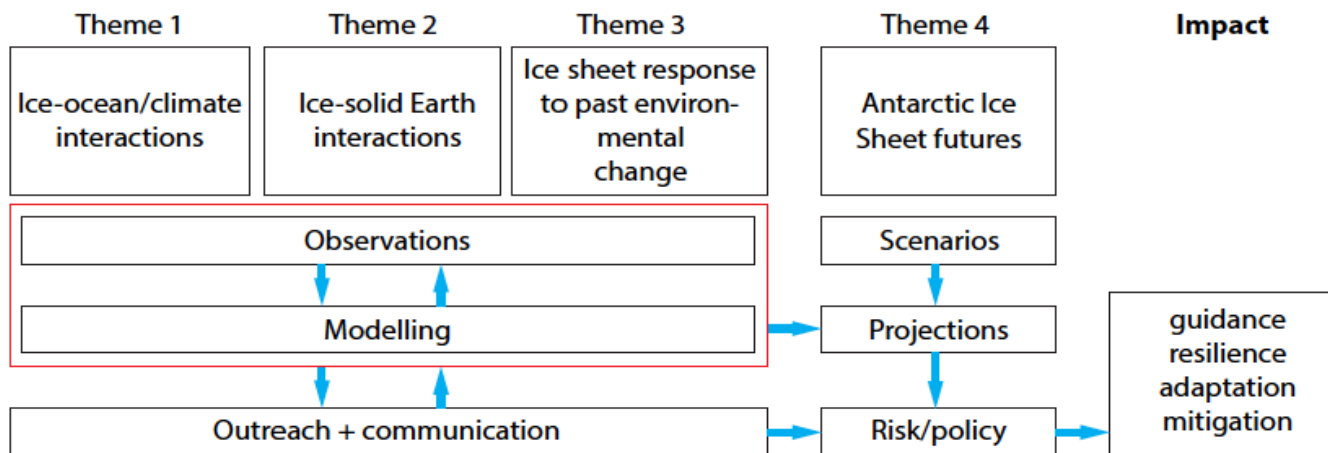 Theme 1
Theme 2
Theme 3
Theme 4
Impact
Ice-ocean/climate
interactions
Ice-solid Earth
interactions
Ice sheet response
to past environ-
mental
change
Antarctic Ice
Sheet futures
Observations
Scenarios
Modelling
Projections
guidance
resilience
adaptation
mitigation
Outreach + communication
Risk/policy